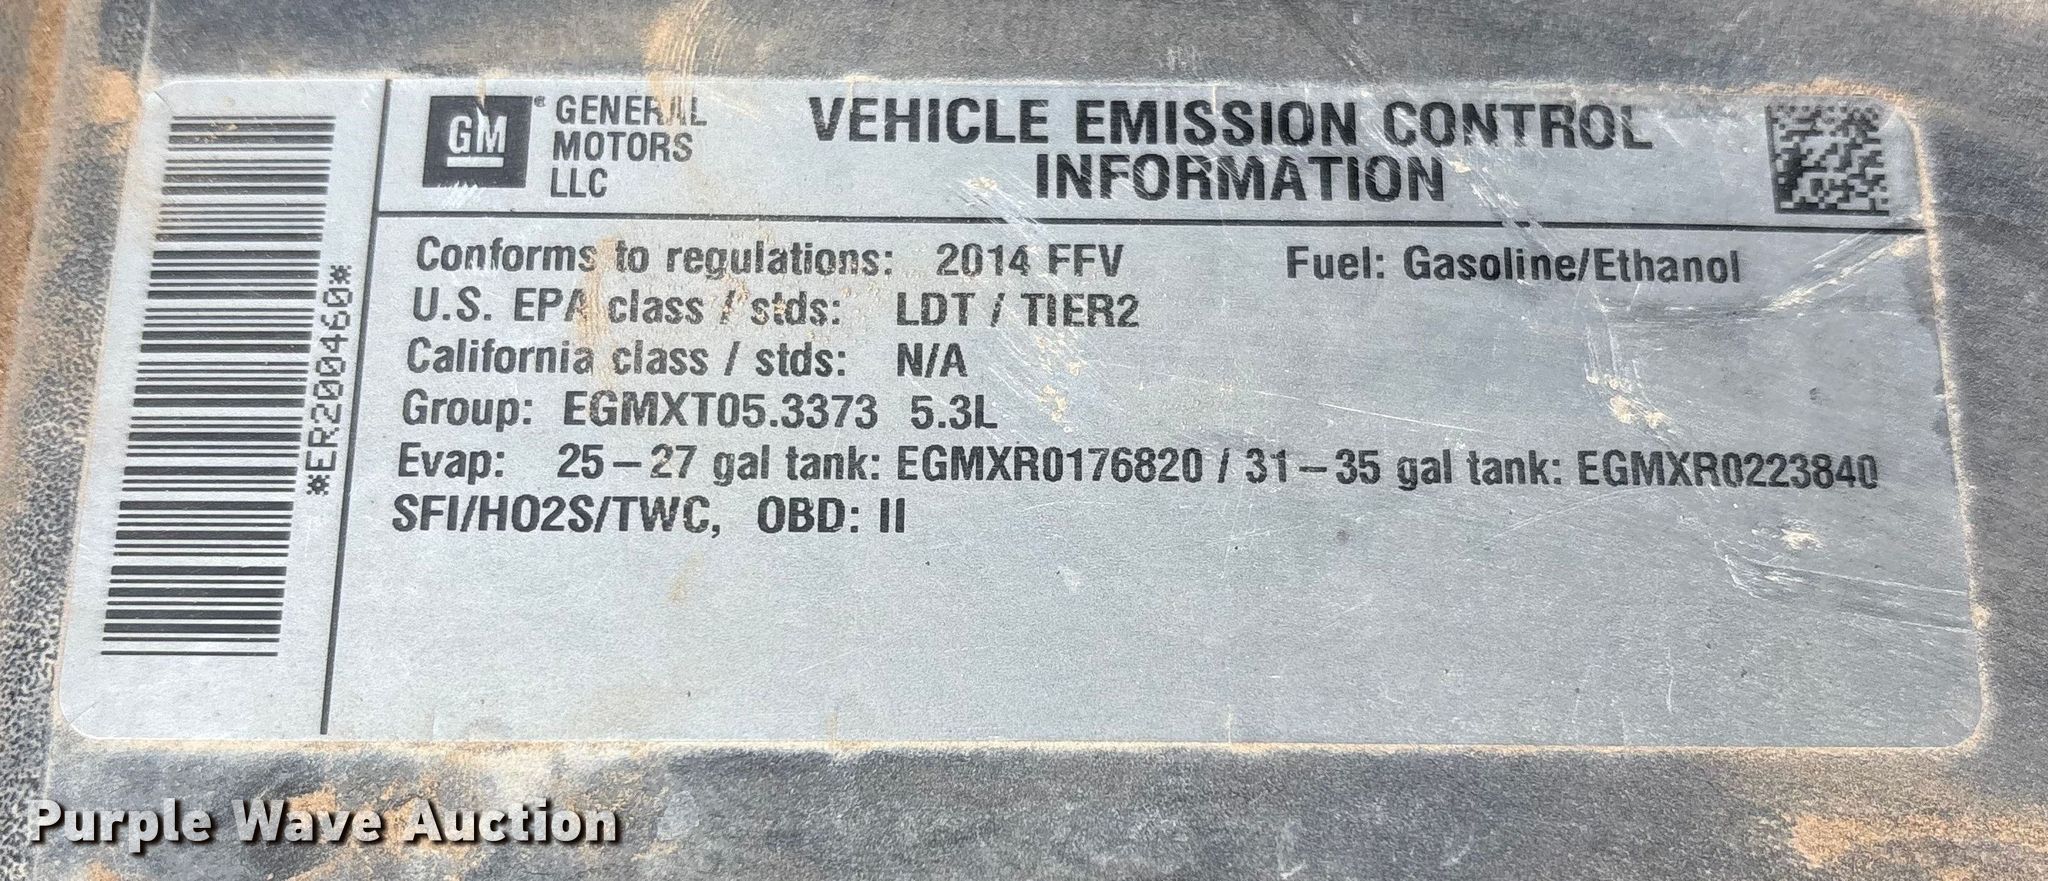 GM
® GENERAL
MOTORS
LLC
VEHICLE EMISSION CONTROL
INFORMATION
*ER200460*
Conforms to regulations: 2014 FFV Fuel: Gasoline/Ethanol
U.S. EPA class / stds: LDT / TIER2
California class / stds: N/A
Group: EGMXT05.3373 5.3L
Evap: 25–27 gal tank: EGMXR0176820 / 31–35 gal tank: EGMXR0223840
SFI/HO2S/TWC, OBD: II
Purple Wave Auction